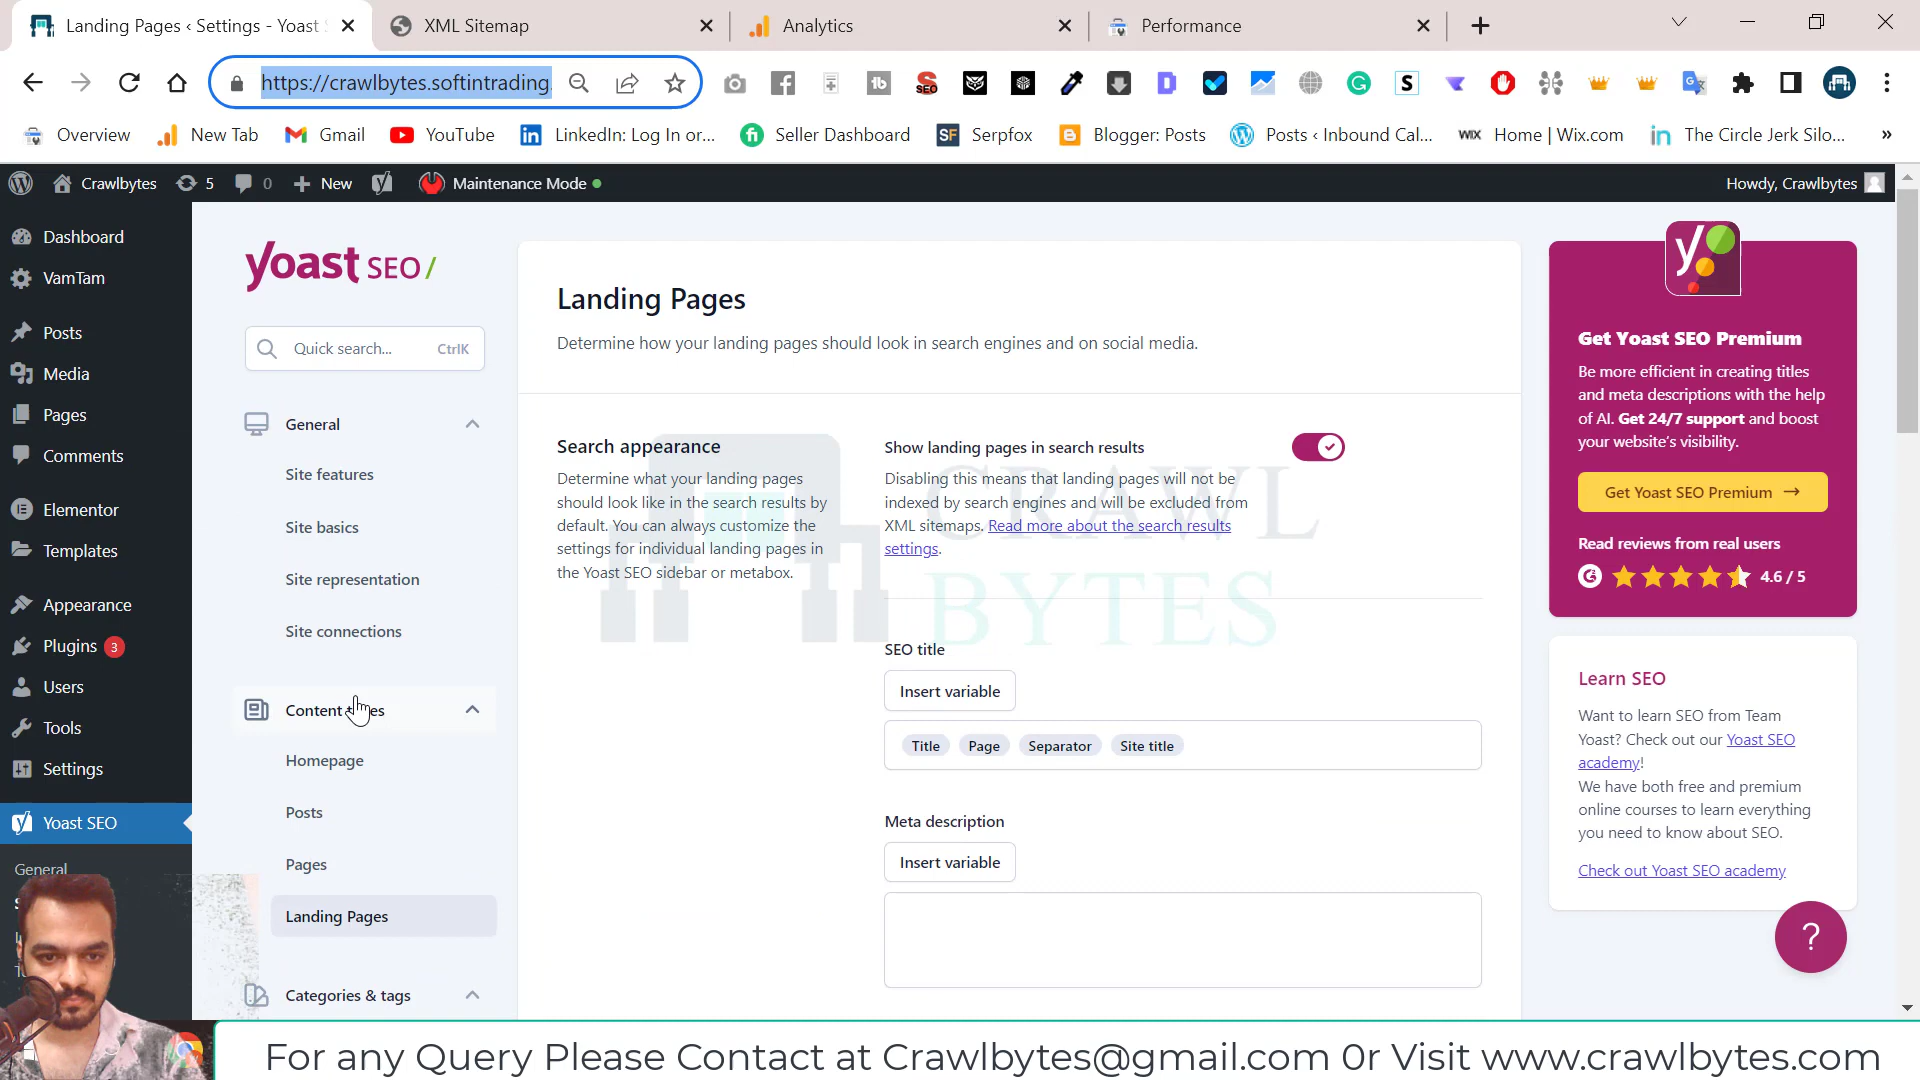 Landing Pages ‹ Settings - Yoast
XML Sitemap
Analytics
Performance
https://crawlbytes.softintrading.
Overview
New Tab
Gmail
YouTube
LinkedIn: Log In or...
Seller Dashboard
Serpfox
Blogger: Posts
Posts ‹ Inbound Cal...
Home | Wix.com
The Circle Jerk Silo...
»
Crawlbytes
5
0
New
Maintenance Mode
Howdy, Crawlbytes
Dashboard
VamTam
Posts
Media
Pages
Comments
Elementor
Templates
Appearance
Plugins 3
Users
Tools
Settings
Yoast SEO
General
yoast SEO/
Quick search... CtrlK
General
Site features
Site basics
Site representation
Site connections
Homepage
Posts
Pages
Landing Pages
Categories & tags
Landing Pages
Determine how your landing pages should look in search engines and on social media.
Search appearance
Determine what your landing pages
should look like in the search results by
default. You can always customize the
settings for individual landing pages in
the Yoast SEO sidebar or metabox.
Show landing pages in search results
Disabling this means that landing pages will not be
indexed by search engines and will be excluded from
XML sitemaps. Read more about the search results
settings.
CRAWL
BYTES
SEO title
Insert variable
Title Page Separator Site title
Meta description
Insert variable
Get Yoast SEO Premium
Be more efficient in creating titles
and meta descriptions with the help
of AI. Get 24/7 support and boost
your website's visibility.
Get Yoast SEO Premium →
Read reviews from real users
4.6 / 5
Learn SEO
Want to learn SEO from Team
Yoast? Check out our Yoast SEO
academy!
We have both free and premium
online courses to learn everything
you need to know about SEO.
Check out Yoast SEO academy
?
For any Query Please Contact at Crawlbytes@gmail.com 0r Visit www.crawlbytes.com